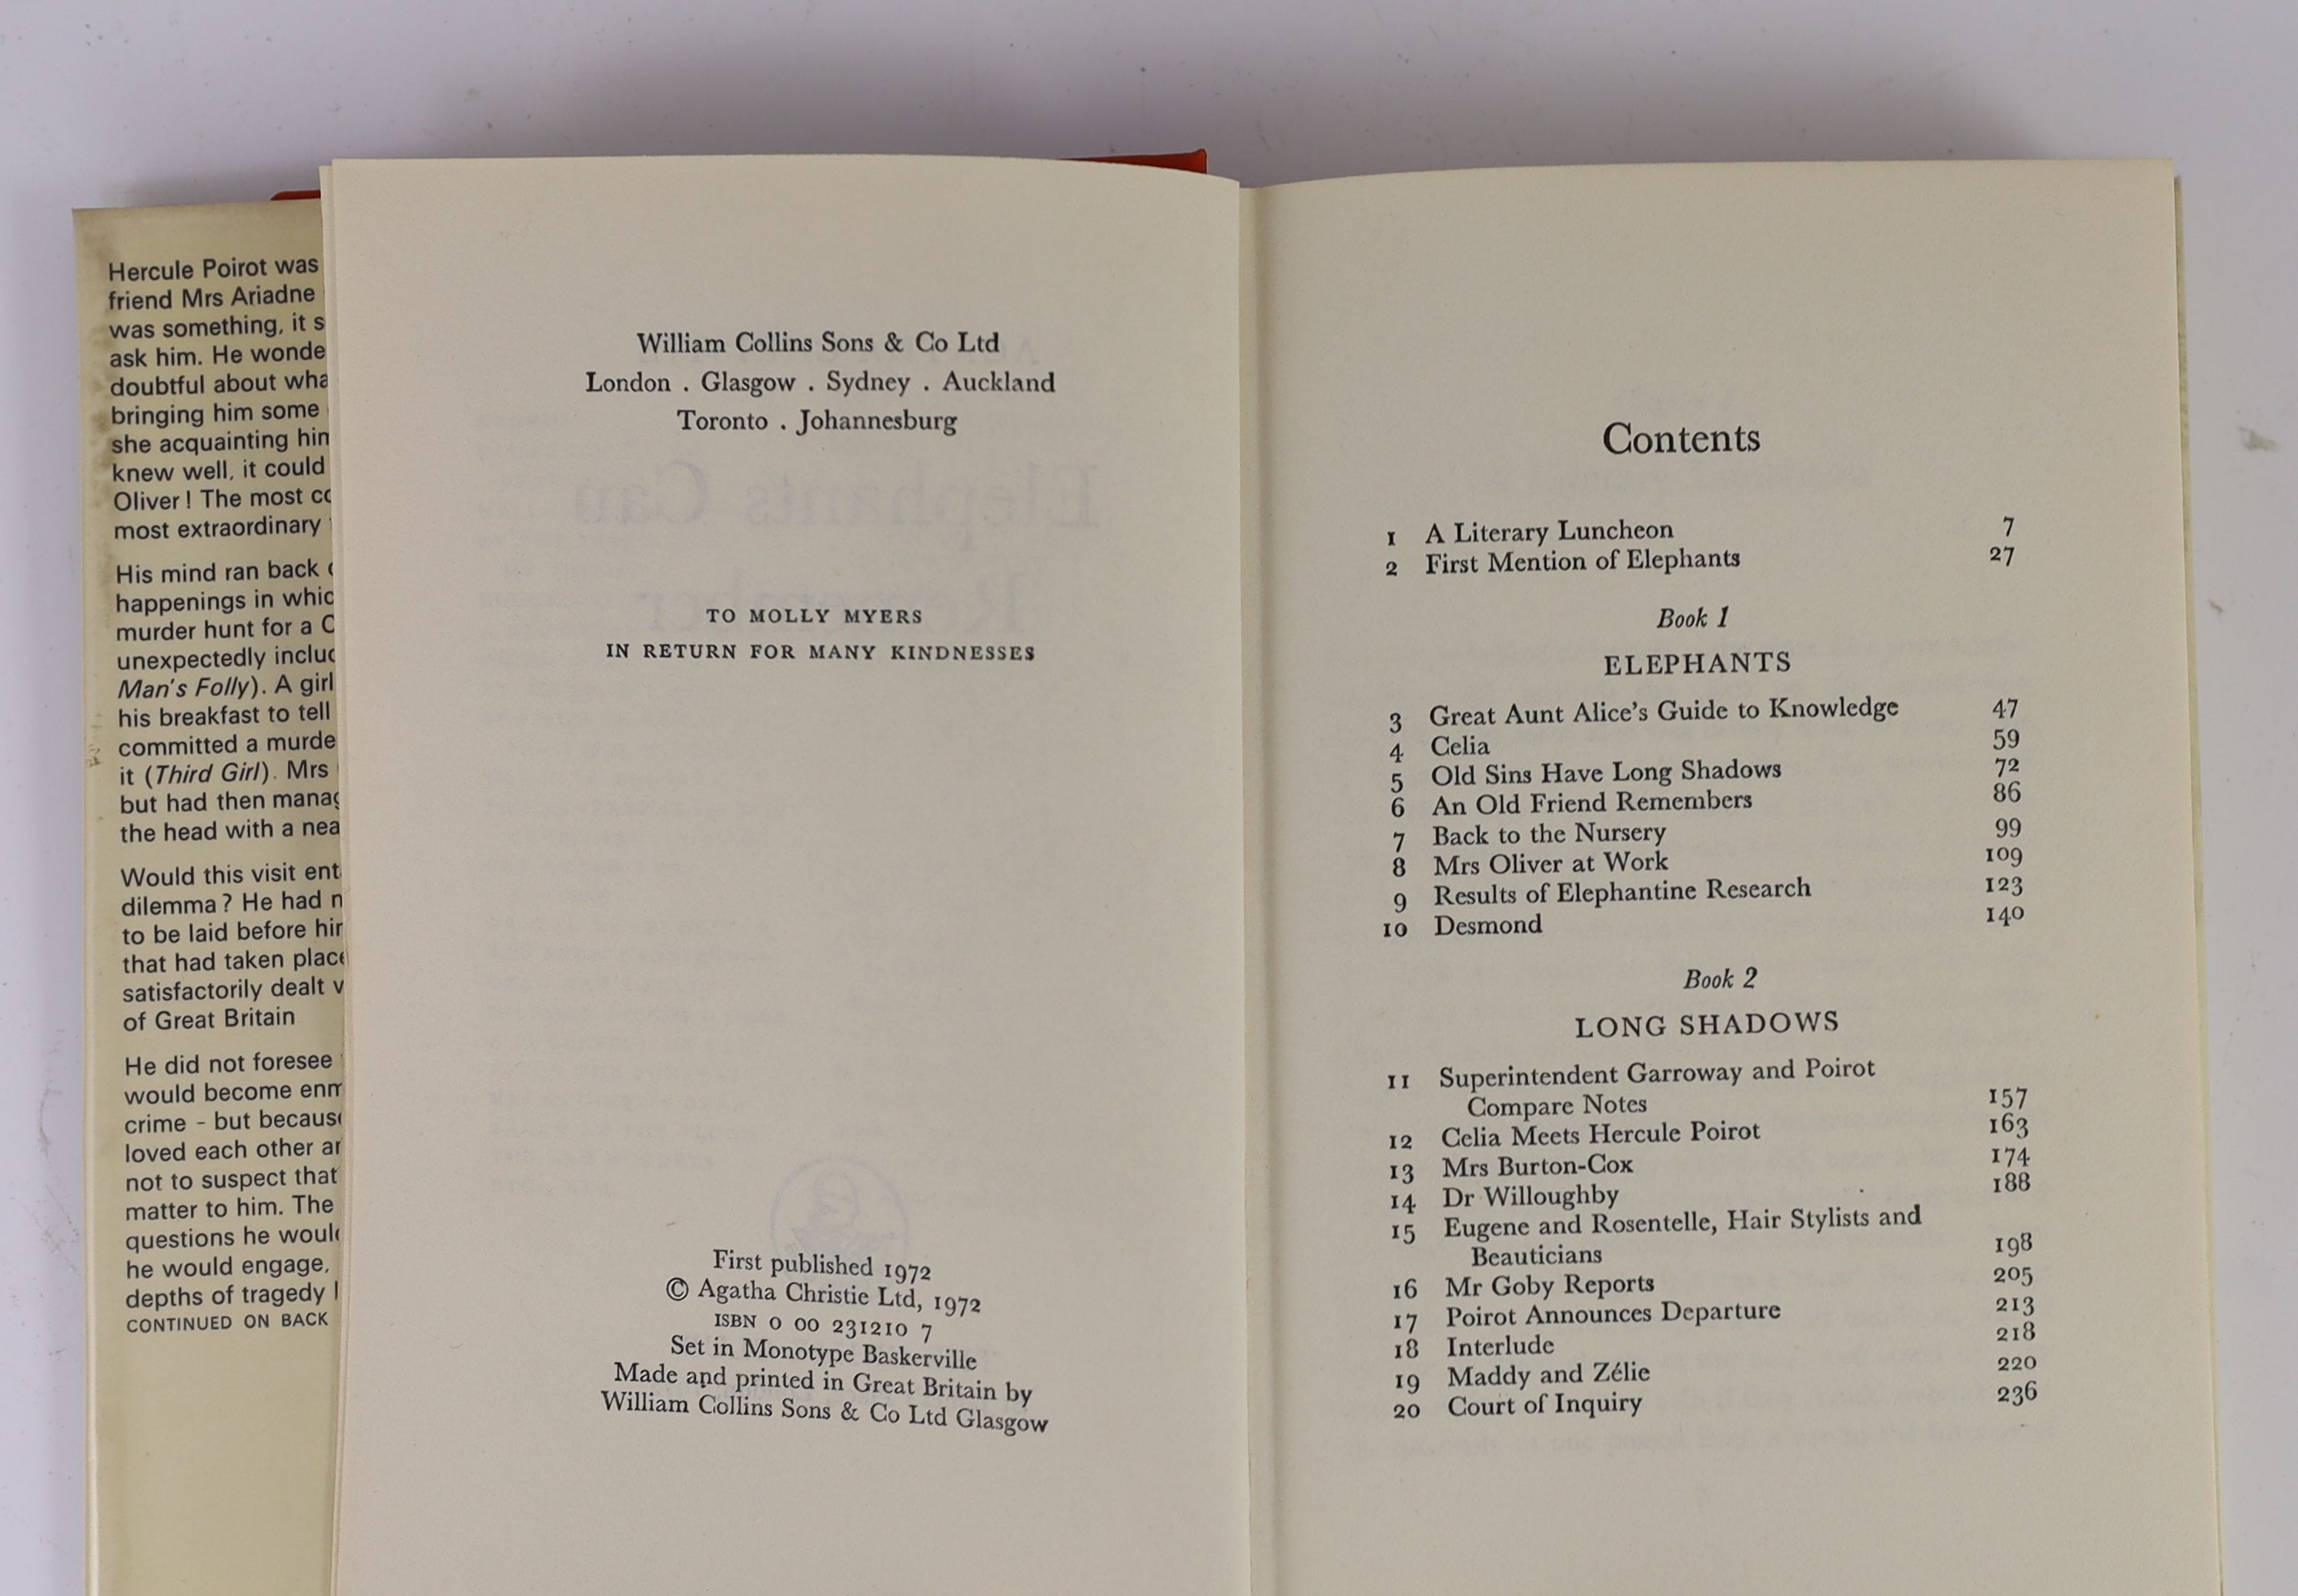 Hercule Poirot was
friend Mrs Ariadne
was something, it s
ask him. He wonde
doubtful about wha
bringing him some
she acquainting him
knew well, it could
Oliver! The most co
most extraordinary
His mind ran back
happenings in whic
murder hunt for a
unexpectedly includ
Man's Folly). A girl
his breakfast to tell
committed a murde
it (Third Girl). Mrs
but had then manag
the head with a nea
Would this visit ent
dilemma? He had n
to be laid before him
that had taken place
satisfactorily dealt
of Great Britain
He did not foresee
would become enm
crime - but because
loved each other an
not to suspect that
matter to him. The
questions he would
he would engage,
depths of tragedy
CONTINUED ON BACK
William Collins Sons & Co Ltd
London . Glasgow . Sydney . Auckland
Toronto . Johannesburg
Elephants Can
Remember
TO MOLLY MYERS
IN RETURN FOR MANY KINDNESSES
First published 1972
© Agatha Christie Ltd, 1972
ISBN 0 00 231210 7
Set in Monotype Baskerville
Made and printed in Great Britain by
William Collins Sons & Co Ltd Glasgow
Contents
1 A Literary Luncheon 7
2 First Mention of Elephants 27
Book 1
ELEPHANTS
3 Great Aunt Alice's Guide to Knowledge 47
4 Celia 59
5 Old Sins Have Long Shadows 72
6 An Old Friend Remembers 86
7 Back to the Nursery 99
8 Mrs Oliver at Work 109
9 Results of Elephantine Research 123
10 Desmond 140
Book 2
LONG SHADOWS
11 Superintendent Garroway and Poirot
Compare Notes 157
12 Celia Meets Hercule Poirot 163
13 Mrs Burton-Cox 174
14 Dr Willoughby 188
15 Eugene and Rosentelle, Hair Stylists and
Beauticians 198
16 Mr Goby Reports 205
17 Poirot Announces Departure 213
18 Interlude 218
19 Maddy and Zélie 220
20 Court of Inquiry 236